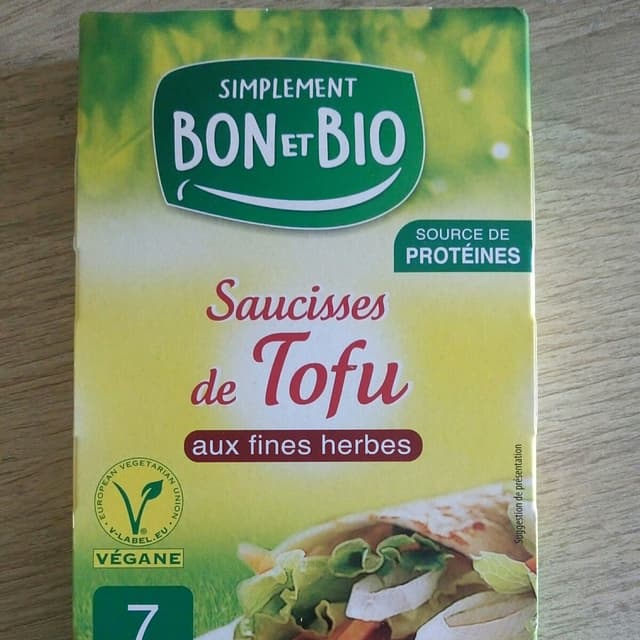 SIMPLEMENT
BON ET BIO
SOURCE DE
PROTÉINES
Saucisses
de Tofu
aux fines herbes
Suggestion de présentation
EUROPEAN VEGETARIAN UNION
V-LABEL.EU
VÉGANE
7